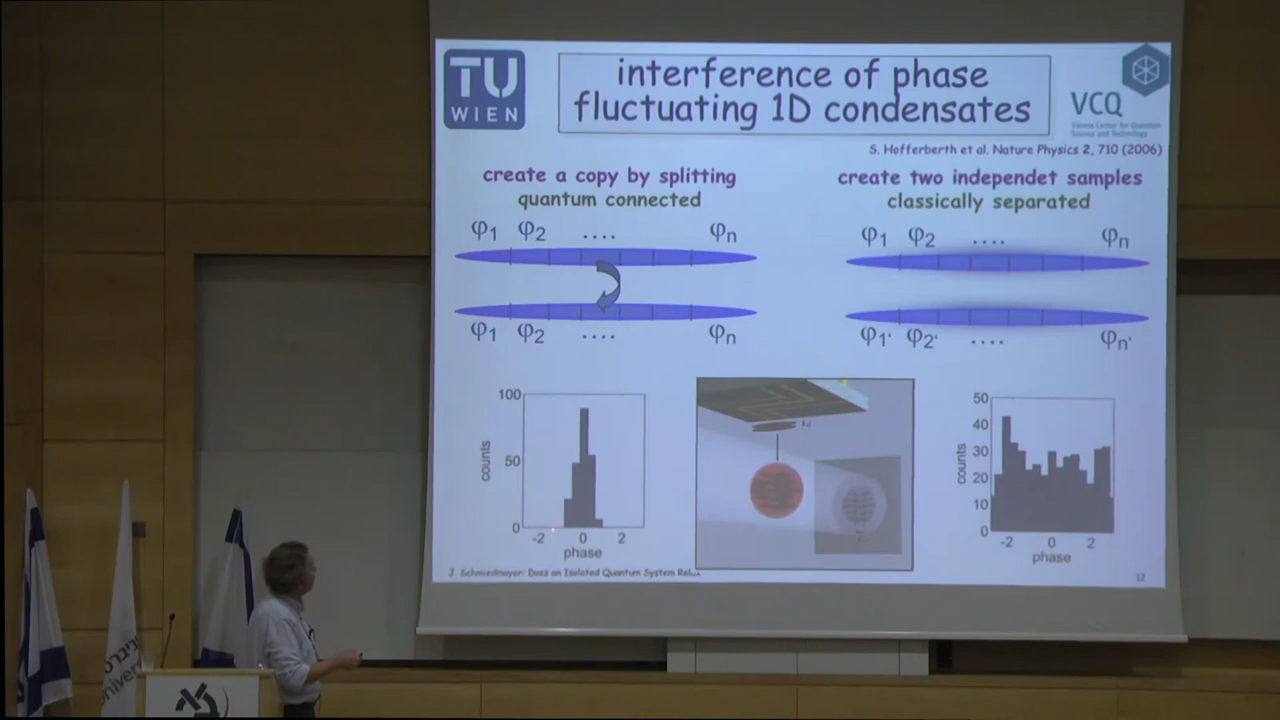 TU
WIEN
interference of phase
fluctuating 1D condensates
VCQ
Vienna Center for Quantum
Science and Technology
S. Hofferberth et al. Nature Physics 2, 710 (2006)
create a copy by splitting
quantum connected
φ1 φ2 .... φn
φ1 φ2 .... φn
create two independet samples
classically separated
φ1 φ2 .... φn
φ1' φ2' .... φn'
100
50
0
counts
-2 0 2
phase
50
40
30
20
10
0
counts
-2 0 2
phase
J. Schmiedmayer: Does an Isolated Quantum System Relax
12